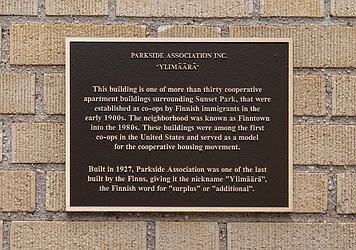 PARKSIDE ASSOCIATION INC.
"YLIMÄÄRÄ"
This building is one of more than thirty cooperative
apartment buildings surrounding Sunset Park, that were
established as co-ops by Finnish immigrants in the
early 1900s. The neighborhood was known as Finntown
into the 1980s. These buildings were among the first
co-ops in the United States and served as a model
for the cooperative housing movement.
Built in 1927, Parkside Association was one of the last
built by the Finns, giving it the nickname "Ylimäärä",
the Finnish word for "surplus" or "additional".